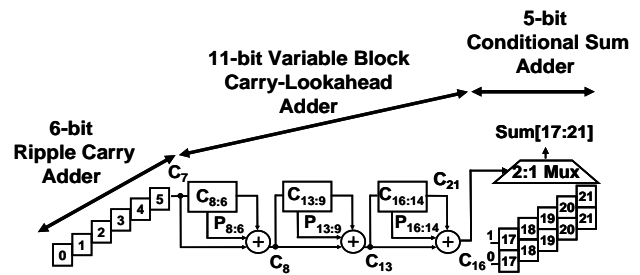 5-bit
Conditional Sum
Adder
11-bit Variable Block
Carry-Lookahead
Adder
6-bit
Ripple Carry
Adder
Sum[17:21]
2:1 Mux
C7
C8:6
C13:9
C16:14
C21
P8:6
P13:9
P16:14
+
+
+
C8
C13
C16
0
1
2
3
4
5
1
17
18
19
20
21
0
17
18
19
20
21